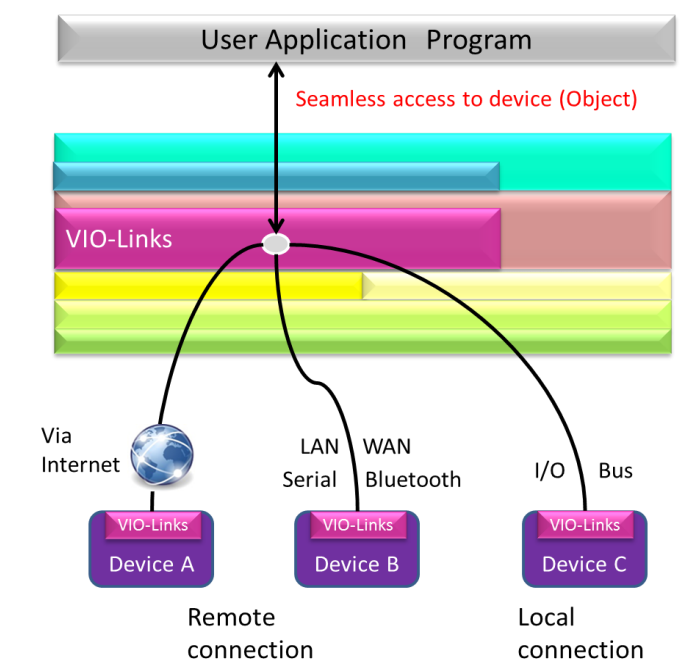 User Application Program
Seamless access to device (Object)
VIO-Links
Via
Internet
LAN WAN
Serial Bluetooth
I/O Bus
VIO-Links
Device A
VIO-Links
Device B
VIO-Links
Device C
Remote
connection
Local
connection